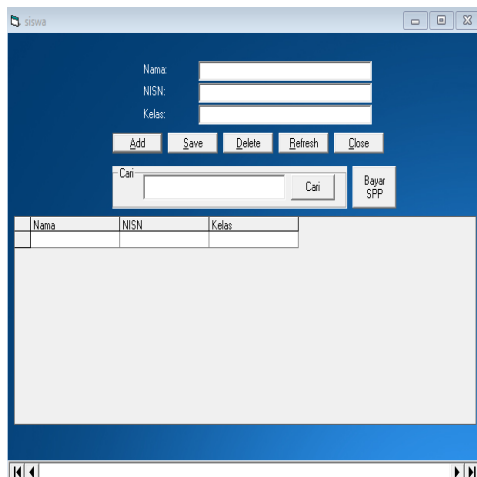 siswa
Nama:
NISN:
Kelas:
Add Save Delete Refresh Close
Cari
Cari
Bayar
SPP
Nama NISN Kelas